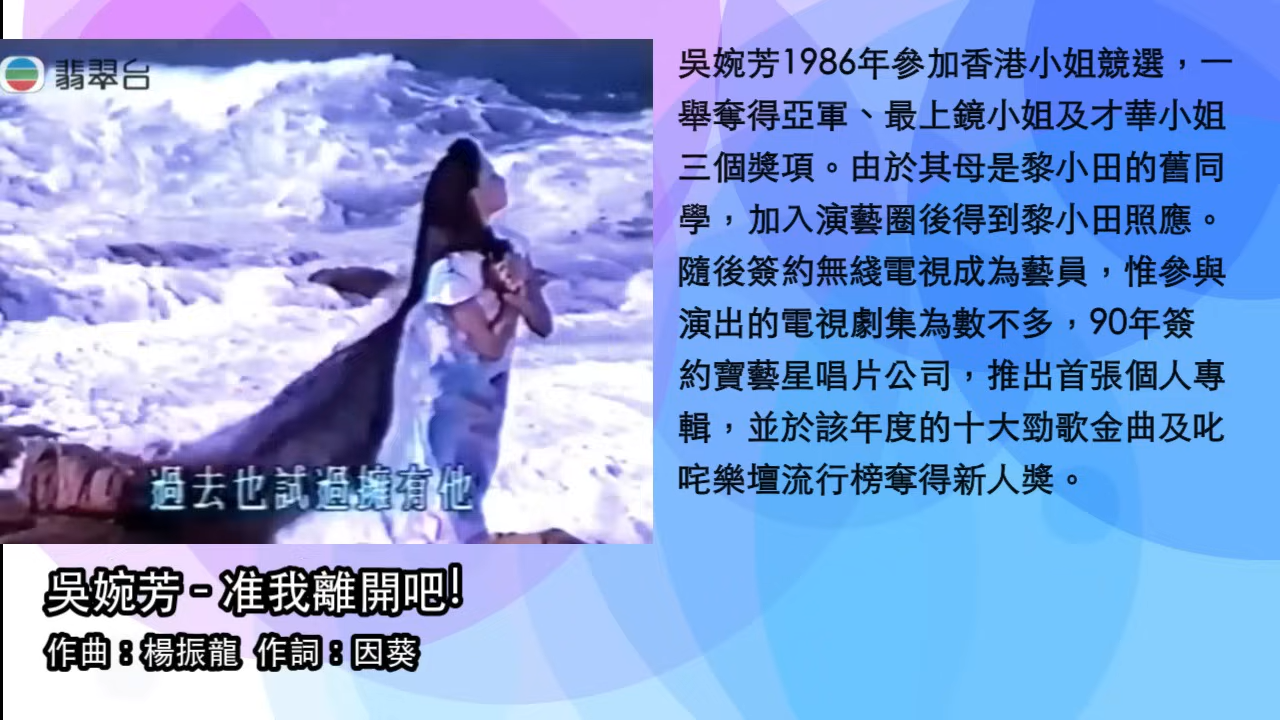 翡翠台
過去也試過擁有他
吳婉芳1986年參加香港小姐競選，一
舉奪得亞軍、最上鏡小姐及才華小姐
三個獎項。由於其母是黎小田的舊同
學，加入演藝圈後得到黎小田照應。
隨後簽約無綫電視成為藝員，惟參與
演出的電視劇集為數不多，90年簽
約寶藝星唱片公司，推出首張個人專
輯，並於該年度的十大勁歌金曲及叱
咤樂壇流行榜奪得新人獎。
吳婉芳 - 准我離開吧!
作曲：楊振龍 作詞：因葵